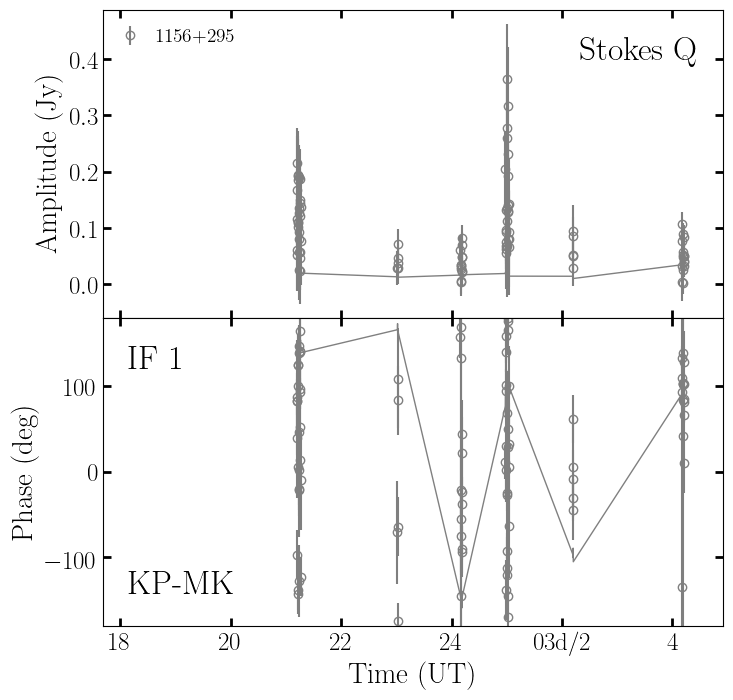 1156+295
Stokes Q
Amplitude (Jy)
0.4
0.3
0.2
0.1
0.0
IF 1
Phase (deg)
100
0
−100
KP-MK
18 20 22 24 03d/2 4
Time (UT)